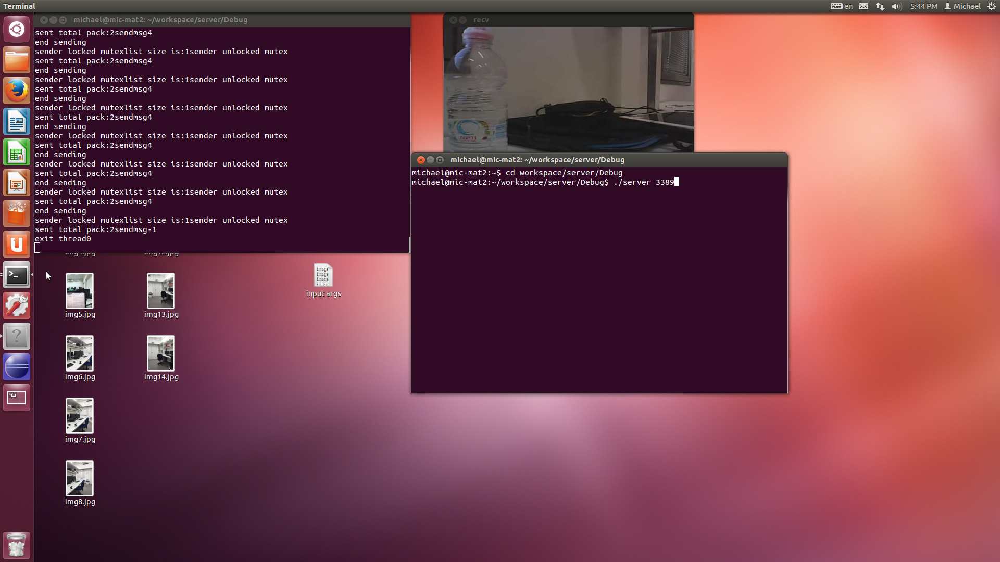 Terminal
en
5:44 PM
Michael
michael@mic-mat2: ~/workspace/server/Debug
sent total pack:2sendmsg4
end sending
sender locked mutexlist size is:1sender unlocked mutex
sent total pack:2sendmsg4
end sending
sender locked mutexlist size is:1sender unlocked mutex
sent total pack:2sendmsg4
end sending
sender locked mutexlist size is:1sender unlocked mutex
sent total pack:2sendmsg4
end sending
sender locked mutexlist size is:1sender unlocked mutex
sent total pack:2sendmsg4
end sending
sender locked mutexlist size is:1sender unlocked mutex
sent total pack:2sendmsg4
end sending
sender locked mutexlist size is:1sender unlocked mutex
sent total pack:2sendmsg4
end sending
sender locked mutexlist size is:1sender unlocked mutex
sent total pack:2sendmsg-1
exit thread0
recv
נביעות
michael@mic-mat2: ~/workspace/server/Debug
michael@mic-mat2:~$ cd workspace/server/Debug
michael@mic-mat2:~/workspace/server/Debug$ ./server 3389
image
image
image
image
input args
img5.jpg
img13.jpg
img6.jpg
img14.jpg
img7.jpg
img8.jpg